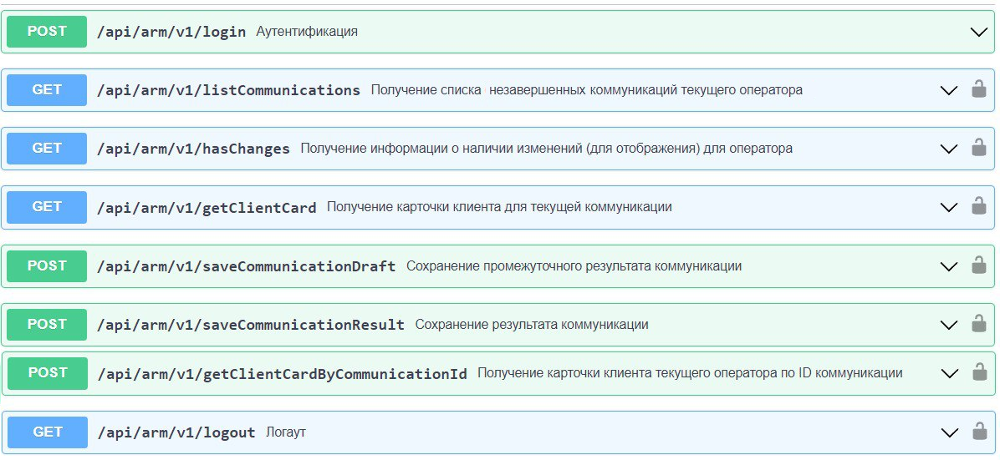 POST /api/arm/v1/login Аутентификация
GET /api/arm/v1/listCommunications Получение списка незавершенных коммуникаций текущего оператора
GET /api/arm/v1/hasChanges Получение информации о наличии изменений (для отображения) для оператора
GET /api/arm/v1/getClientCard Получение карточки клиента для текущей коммуникации
POST /api/arm/v1/saveCommunicationDraft Сохранение промежуточного результата коммуникации
POST /api/arm/v1/saveCommunicationResult Сохранение результата коммуникации
POST /api/arm/v1/getClientCardByCommunicationId Получение карточки клиента текущего оператора по ID коммуникации
GET /api/arm/v1/logout Логаут